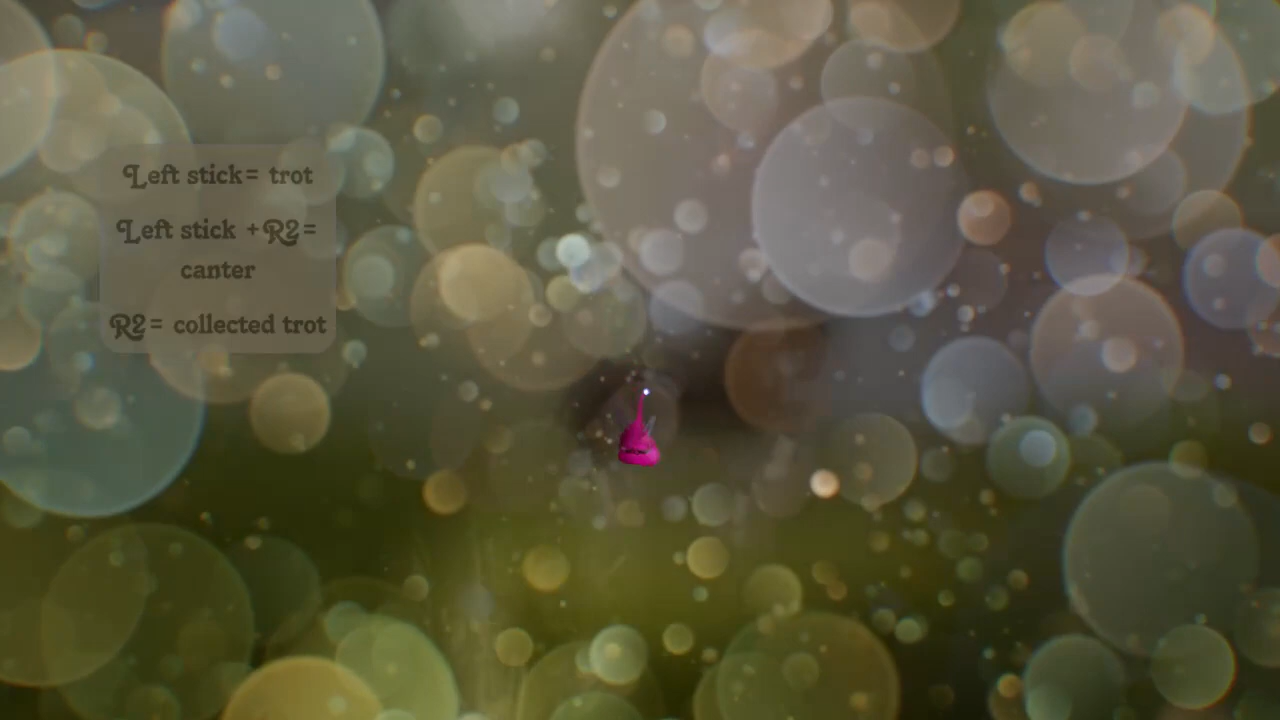 Left stick= trot
Left stick +R2=
canter
R2= collected trot